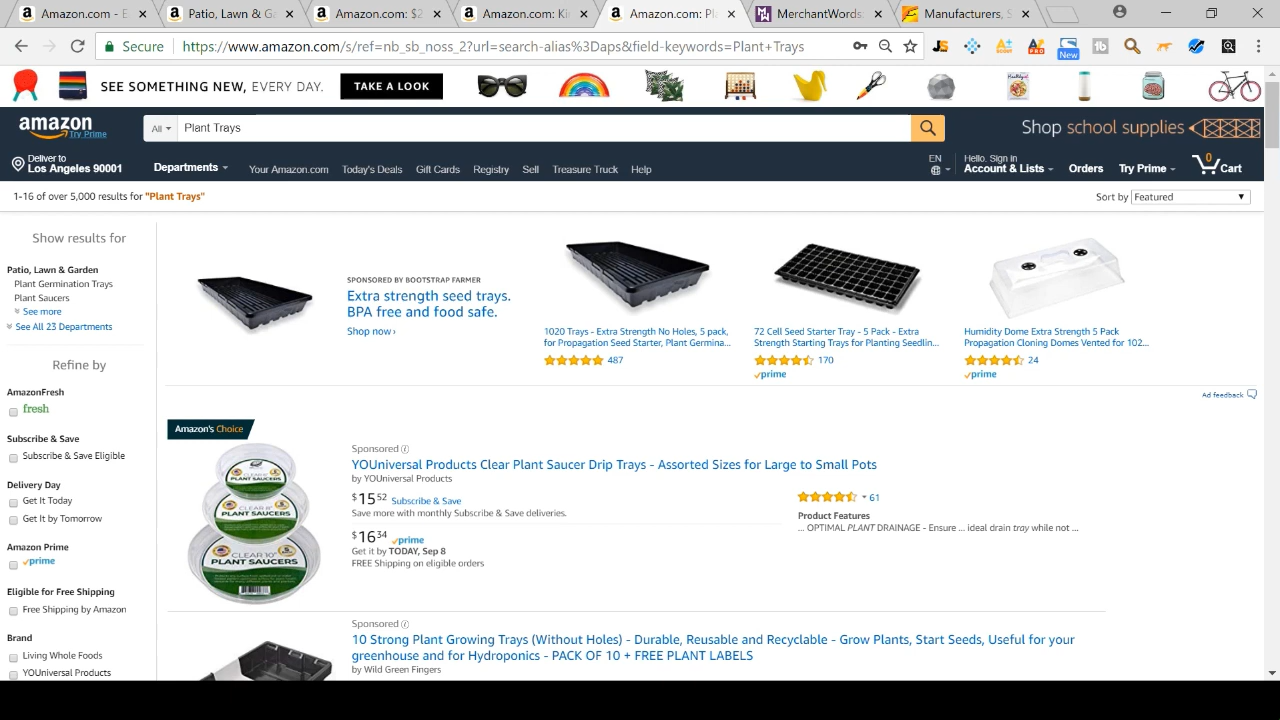 Amazon.com -
Patio, Lawn & G
Amazon.com: $2
Amazon.com: Ki
Amazon.com: Pl
MerchantWords:
Manufacturers, S
Secure
https://www.amazon.com/s/ref=nb_sb_noss_2?url=search-alias%3Daps&field-keywords=Plant+Trays
New
SEE SOMETHING NEW, EVERY DAY.
TAKE A LOOK
amazon
Try Prime
All
Plant Trays
Shop school supplies
Deliver to
Los Angeles 90001
Departments
Your Amazon.com
Today's Deals
Gift Cards
Registry
Sell
Treasure Truck
Help
EN
Hello. Sign in
Account & Lists
Orders
Try Prime
0
Cart
1-16 of over 5,000 results for "Plant Trays"
Sort by
Featured
Show results for
Patio, Lawn & Garden
Plant Germination Trays
Plant Saucers
See more
See All 23 Departments
Refine by
AmazonFresh
fresh
Subscribe & Save
Subscribe & Save Eligible
Delivery Day
Get It Today
Get It by Tomorrow
Amazon Prime
prime
Eligible for Free Shipping
Free Shipping by Amazon
Brand
Living Whole Foods
YOUniversal Products
SPONSORED BY BOOTSTRAP FARMER
Extra strength seed trays.
BPA free and food safe.
Shop now ›
1020 Trays - Extra Strength No Holes, 5 pack,
for Propagation Seed Starter, Plant Germina...
487
72 Cell Seed Starter Tray - 5 Pack - Extra
Strength Starting Trays for Planting Seedlin...
170
prime
Humidity Dome Extra Strength 5 Pack
Propagation Cloning Domes Vented for 102...
24
prime
Ad feedback
Amazon's Choice
PLANT SAUCERS
CLEAR 8"
PLANT SAUCERS
CLEAR 10"
PLANT SAUCERS
Sponsored
YOUniversal Products Clear Plant Saucer Drip Trays - Assorted Sizes for Large to Small Pots
by YOUniversal Products
$15 52 Subscribe & Save
Save more with monthly Subscribe & Save deliveries.
$16 34 prime
Get it by TODAY, Sep 8
FREE Shipping on eligible orders
61
Product Features
... OPTIMAL PLANT DRAINAGE - Ensure ... ideal drain tray while not ...
Sponsored
10 Strong Plant Growing Trays (Without Holes) - Durable, Reusable and Recyclable - Grow Plants, Start Seeds, Useful for your
greenhouse and for Hydroponics - PACK OF 10 + FREE PLANT LABELS
by Wild Green Fingers